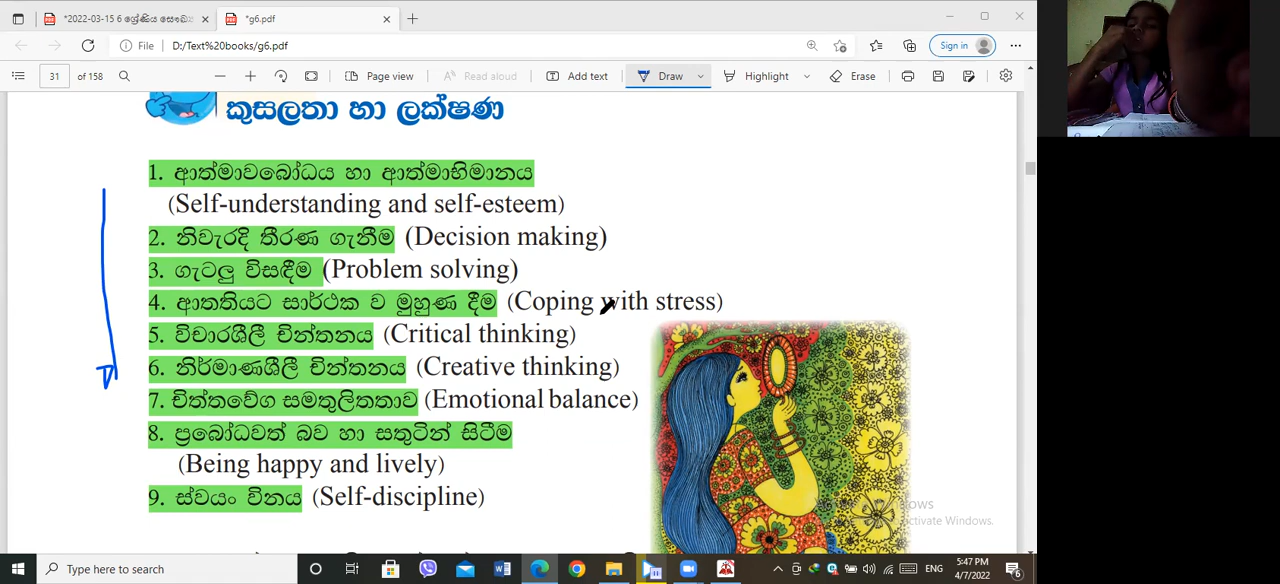 *2022-03-15 6 ශ්‍රේණිය සෞඛ්‍ය
*g6.pdf
File
D:/Text%20books/g6.pdf
Sign in
31 of 158
Page view
Read aloud
Add text
Draw
Highlight
Erase
කුසලතා හා ලක්ෂණ
1. ආත්මාවබෝධය හා ආත්මාභිමානය
(Self-understanding and self-esteem)
2. නිවැරදි තීරණ ගැනීම (Decision making)
3. ගැටලු විසඳීම (Problem solving)
4. ආතතියට සාර්ථක ව මුහුණ දීම (Coping with stress)
5. විචාරශීලී චින්තනය (Critical thinking)
6. නිර්මාණශීලී චින්තනය (Creative thinking)
7. චිත්තවේග සමතුලිතතාව (Emotional balance)
8. ප්‍රබෝධවත් බව හා සතුටින් සිටීම
(Being happy and lively)
9. ස්වයං විනය (Self-discipline)
ctivate Windows.
Type here to search
ENG
5:47 PM
4/7/2022
6